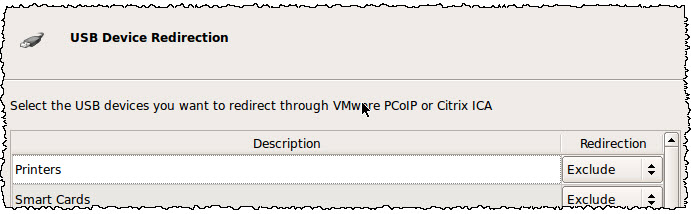 USB Device Redirection
Select the USB devices you want to redirect through VMware PCoIP or Citrix ICA
Description Redirection
Printers Exclude
Smart Cards Exclude